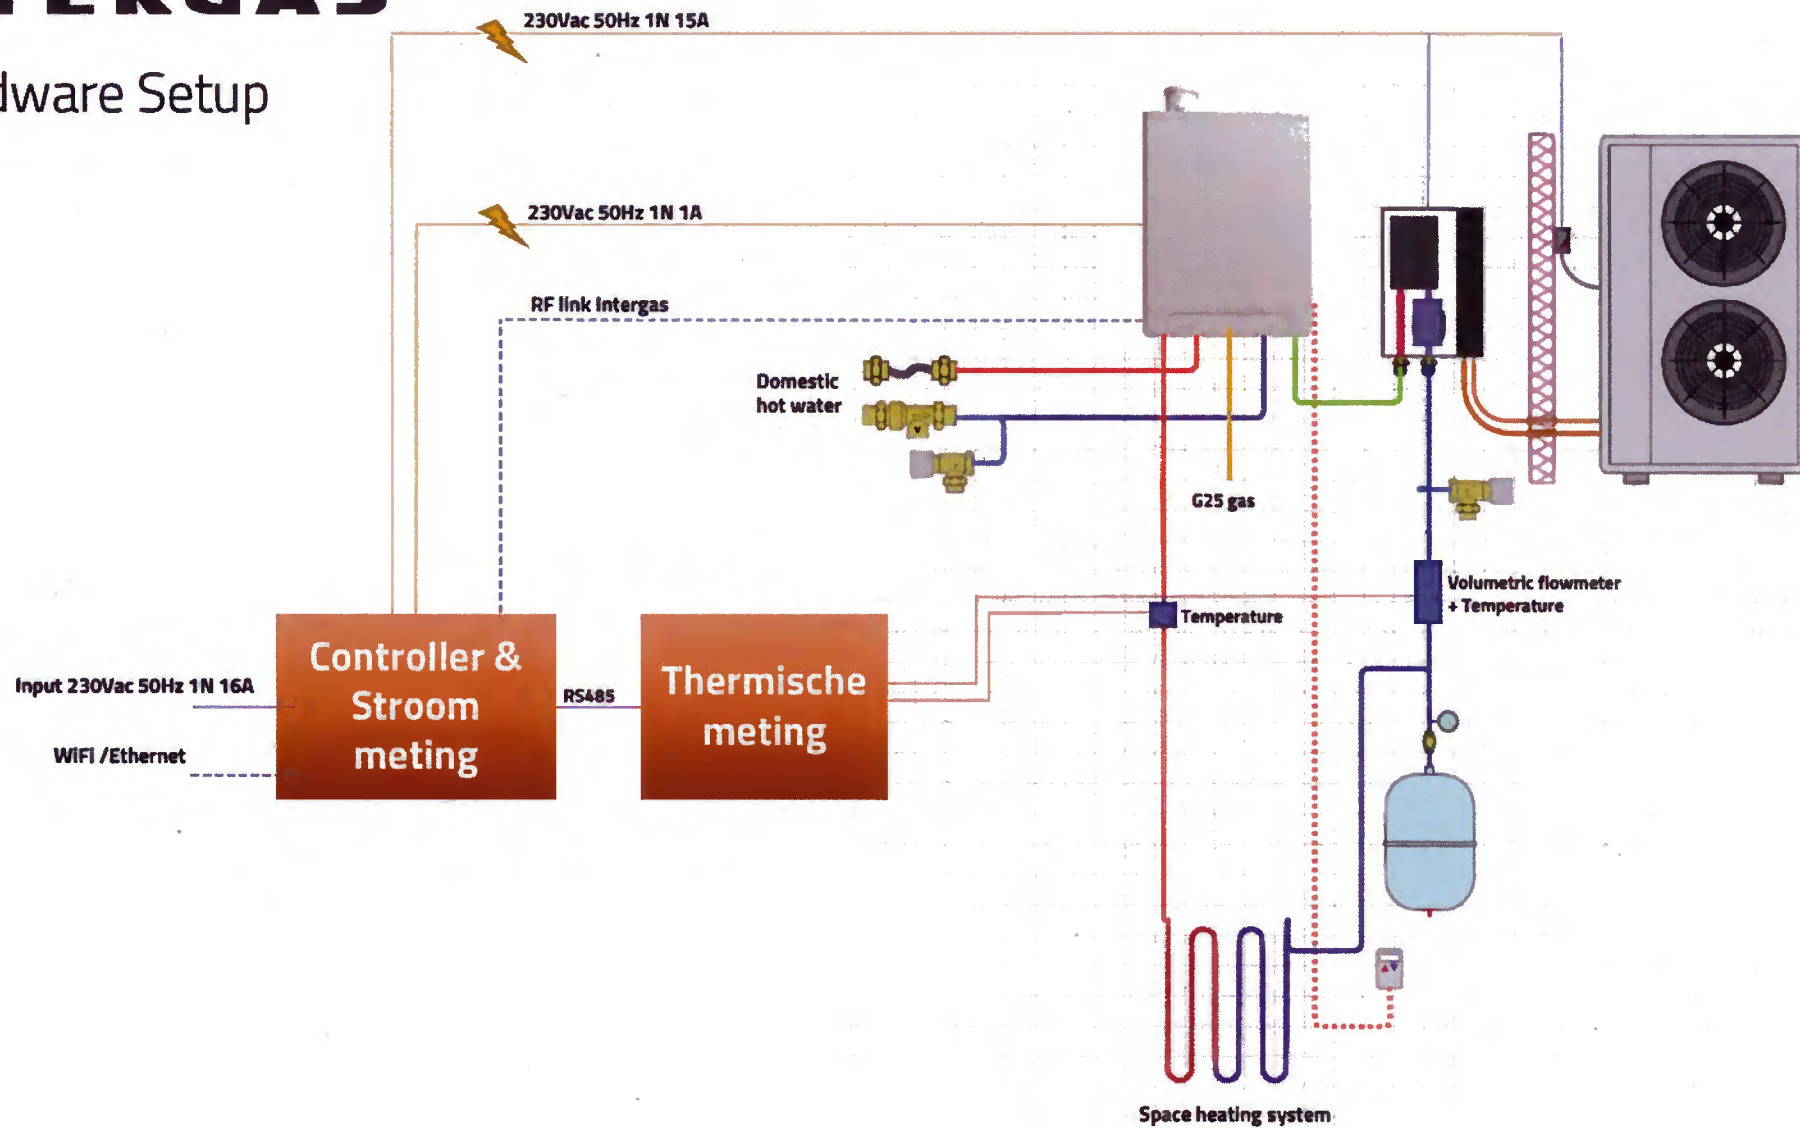 230Vac 50Hz 1N 15A
dware Setup
230Vac 50Hz 1N 1A
RF link Intergas
Domestic
hot water
G25 gas
Volumetric flowmeter
+ Temperature
Temperature
Controller &
Stroom
meting
Thermische
meting
RS485
Input 230Vac 50Hz 1N 16A
WiFi /Ethernet
Space heating system